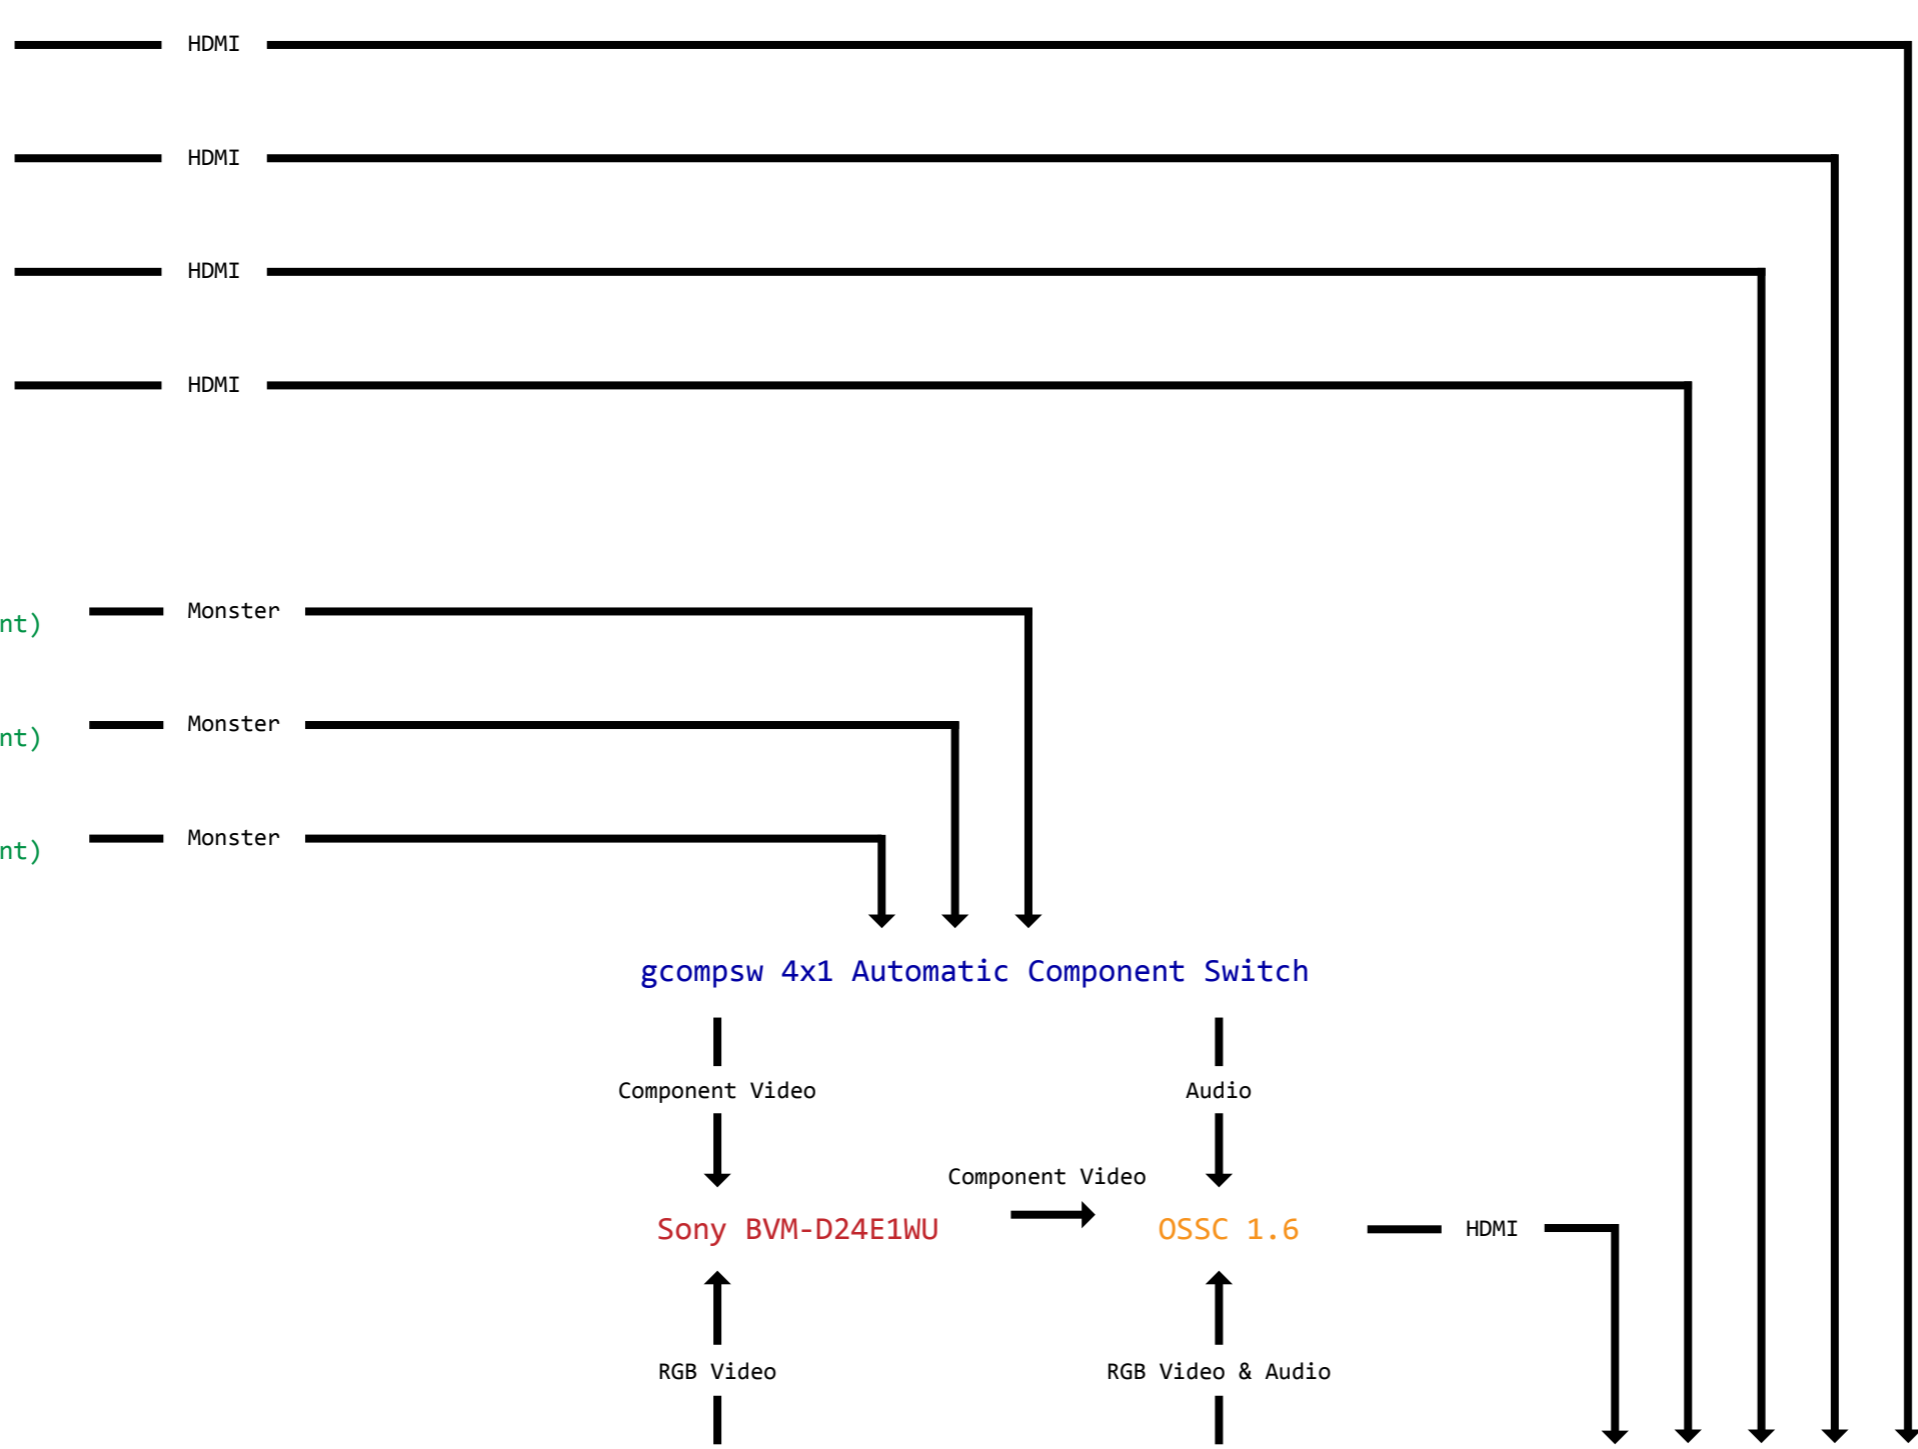 HDMI
HDMI
HDMI
HDMI
Monster
nt)
Monster
nt)
Monster
nt)
gcompsw 4x1 Automatic Component Switch
Component Video
Audio
Component Video
Sony BVM-D24E1WU
OSSC 1.6
HDMI
RGB Video
RGB Video & Audio